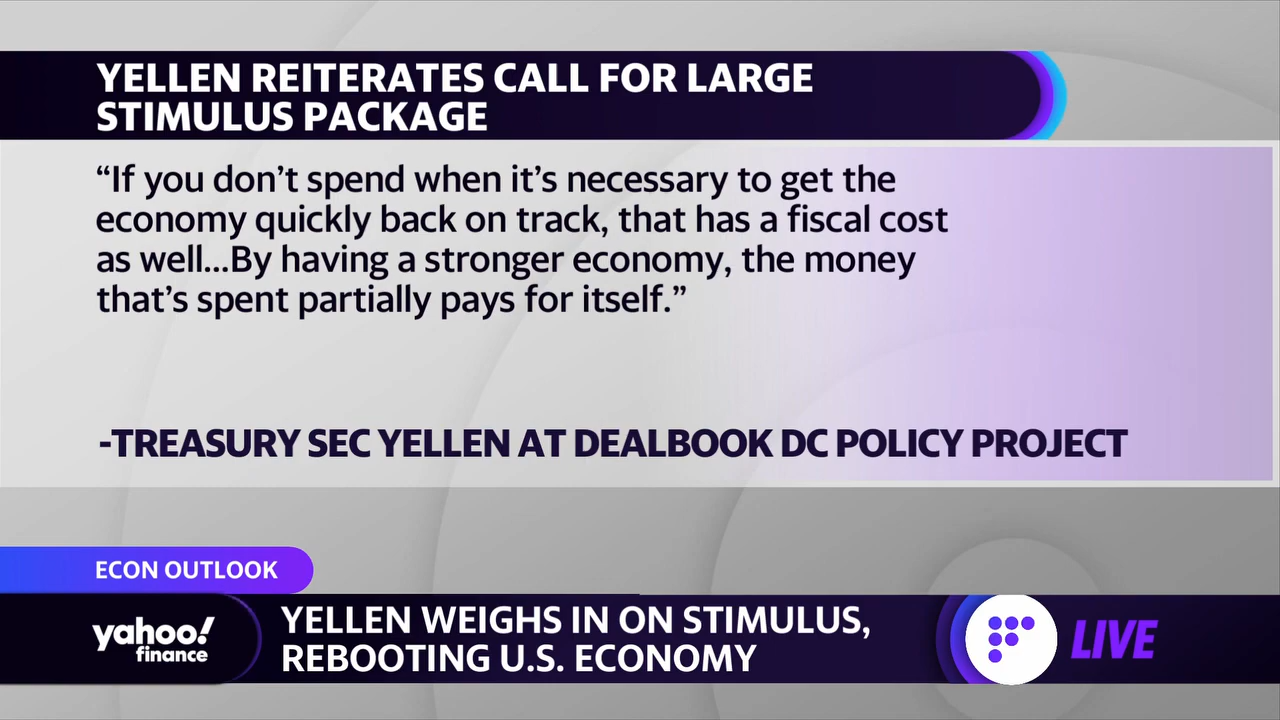 YELLEN REITERATES CALL FOR LARGE
STIMULUS PACKAGE
“If you don’t spend when it’s necessary to get the
economy quickly back on track, that has a fiscal cost
as well...By having a stronger economy, the money
that’s spent partially pays for itself.”
-TREASURY SEC YELLEN AT DEALBOOK DC POLICY PROJECT
ECON OUTLOOK
yahoo!
finance
YELLEN WEIGHS IN ON STIMULUS,
REBOOTING U.S. ECONOMY
LIVE